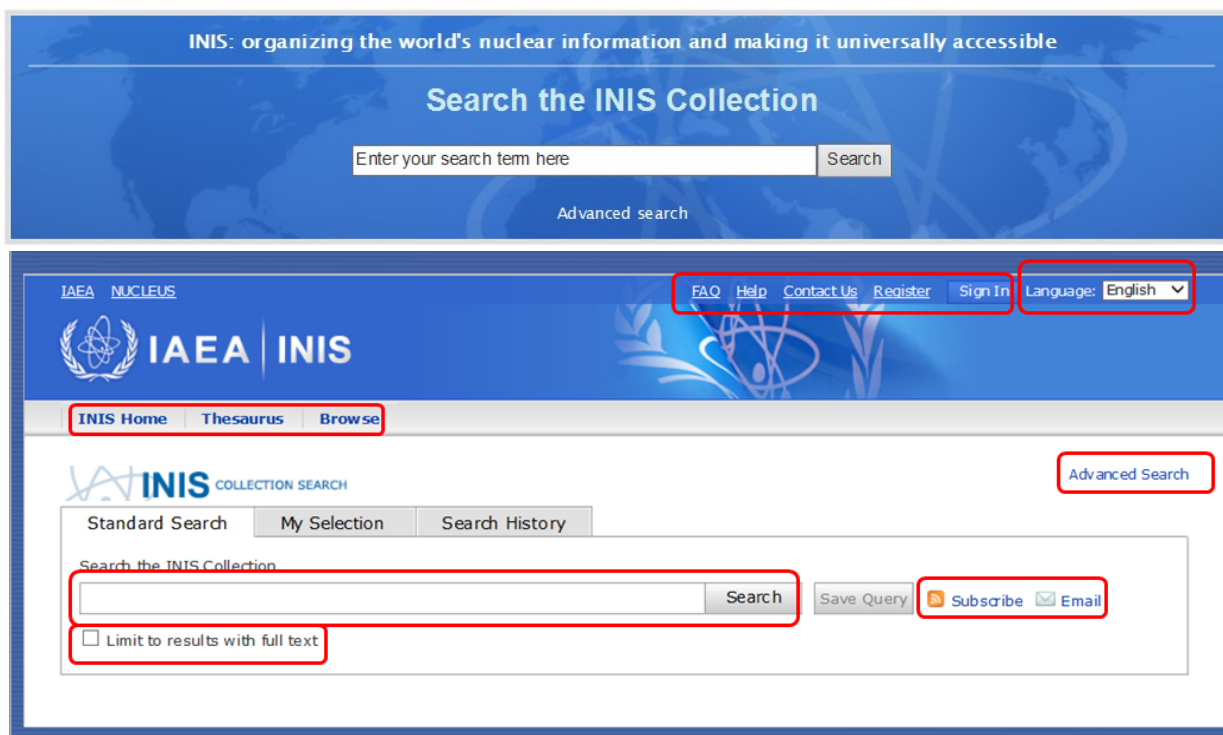 INIS: organizing the world's nuclear information and making it universally accessible
Search the INIS Collection
Enter your search term here Search
Advanced search
IAEA NUCLEUS FAQ Help Contact Us Register Sign In Language: English
IAEA | INIS
INIS Home Thesaurus Browse
INIS COLLECTION SEARCH Advanced Search
Standard Search My Selection Search History
Search the INIS Collection
Search Save Query Subscribe Email
Limit to results with full text